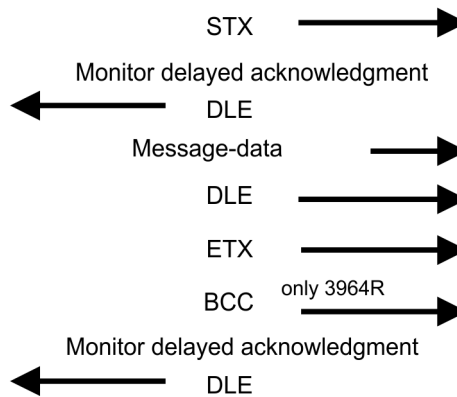 STX
Monitor delayed acknowledgment
DLE
Message-data
DLE
ETX
BCC only 3964R
Monitor delayed acknowledgment
DLE